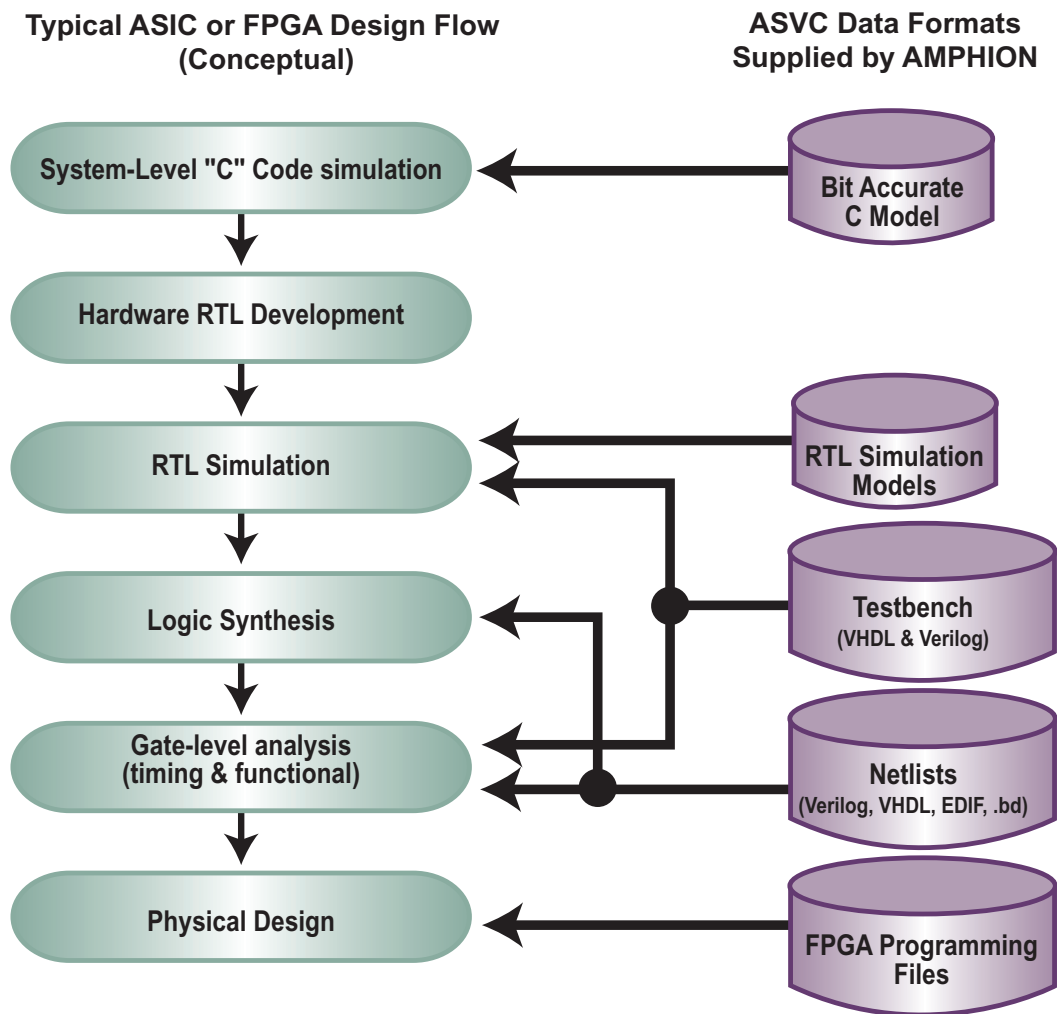 Typical ASIC or FPGA Design Flow
(Conceptual)
ASVC Data Formats
Supplied by AMPHION
System-Level "C" Code simulation
Bit Accurate
C Model
Hardware RTL Development
RTL Simulation
RTL Simulation
Models
Logic Synthesis
Testbench
(VHDL & Verilog)
Gate-level analysis
(timing & functional)
Netlists
(Verilog, VHDL, EDIF, .bd)
Physical Design
FPGA Programming
Files